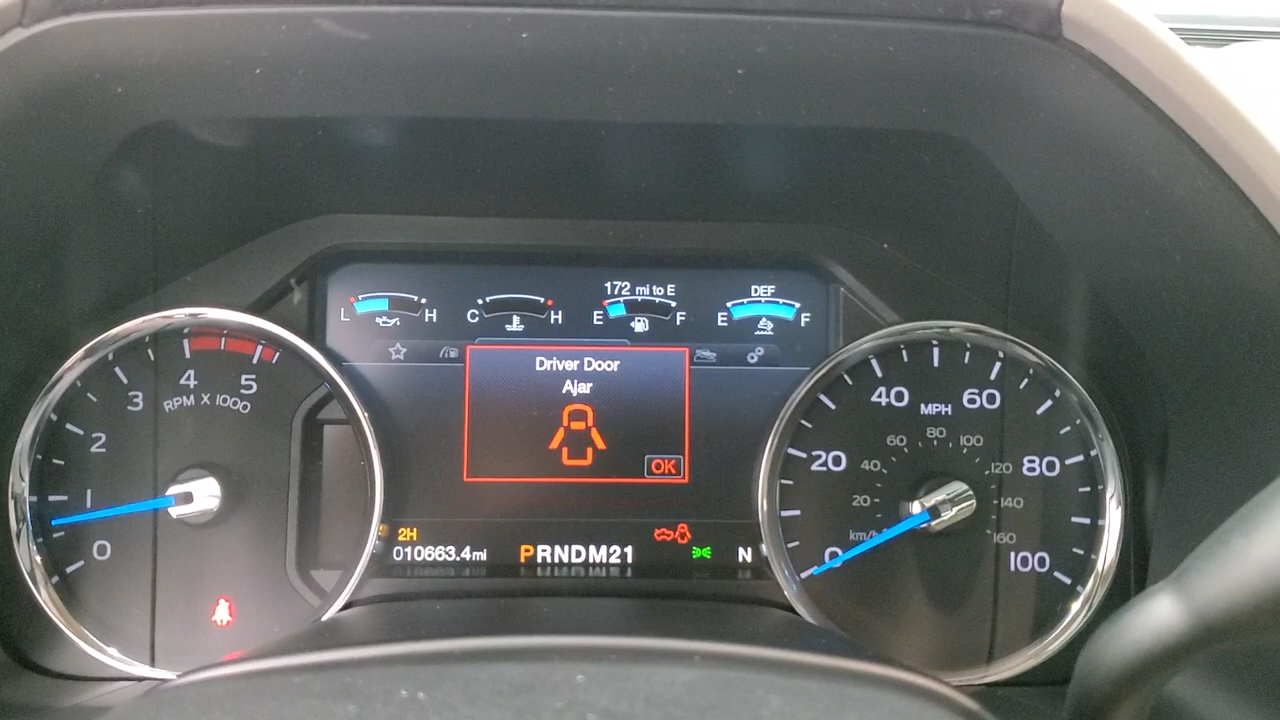 172 mi to E
DEF
L H C H E F E F
Driver Door
Ajar
OK
0 1 2 3 4 5
RPM X 1000
0 20 40 60 80 100
MPH
20 40 60 80 100 120 140 160
km/h
2H
010663.4 mi
PRNDM21
N